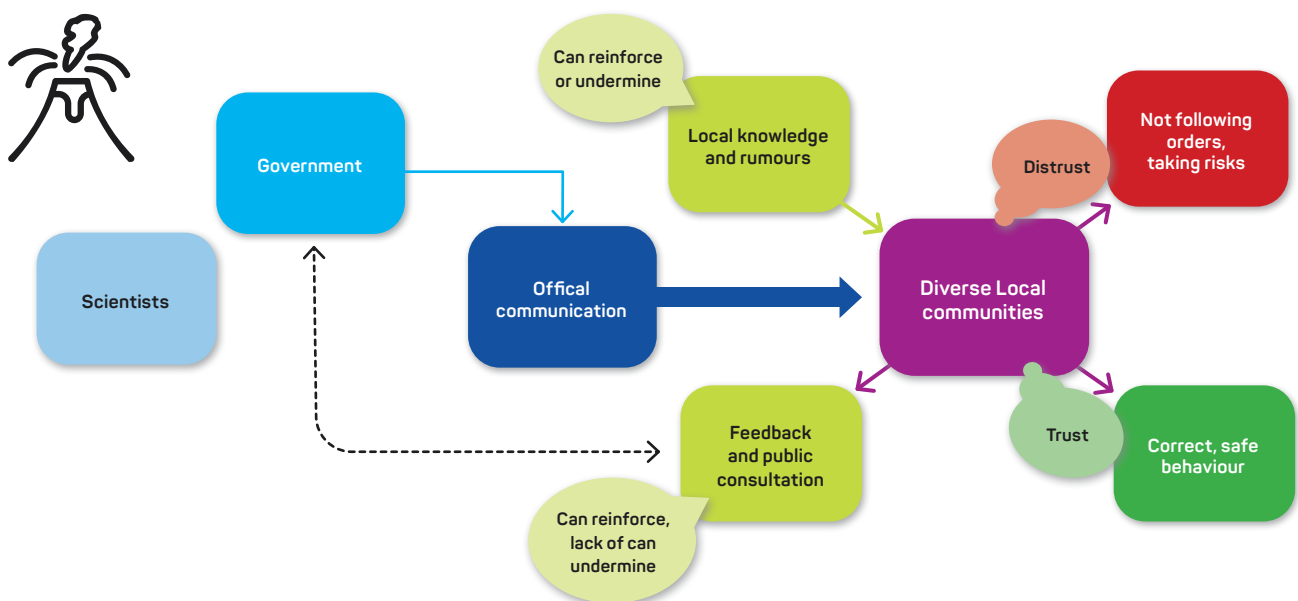 Can reinforce
or undermine
Local knowledge
and rumours
Not following
orders,
taking risks
Distrust
Government
Scientists
Offical
communication
Diverse Local
communities
Feedback
and public
consultation
Trust
Correct, safe
behaviour
Can reinforce,
lack of can
undermine